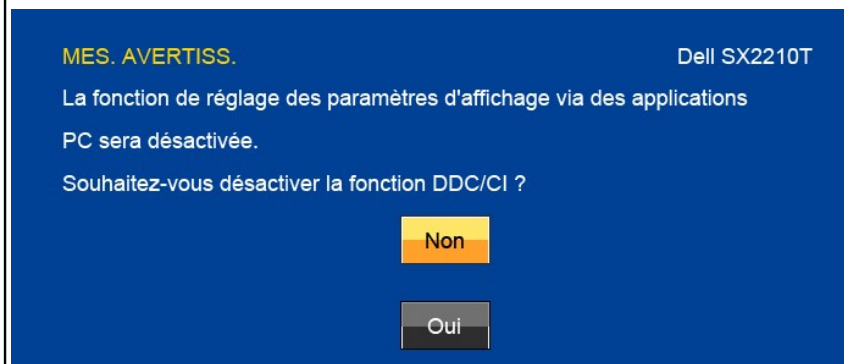 MES. AVERTISS. Dell SX2210T
La fonction de réglage des paramètres d'affichage via des applications
PC sera désactivée.
Souhaitez-vous désactiver la fonction DDC/CI ?
Non
Oui